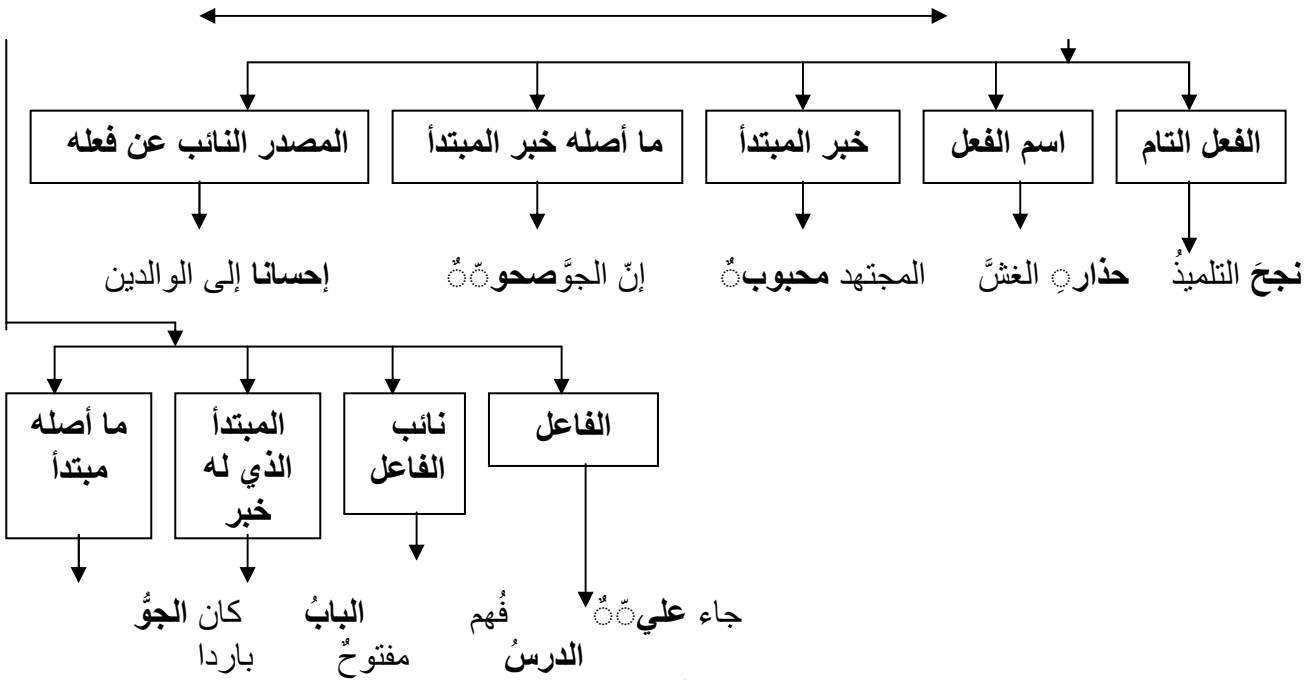 الفعل التام
اسم الفعل
خبر المبتدأ
ما أصله خبر المبتدأ
المصدر النائب عن فعله
نجحَ التلميذُ
حذارِ الغشَّ
المجتهد محبوبٌ
إنّ الجوَّ صحوٌّ
إحسانا إلى الوالدين
الفاعل
نائب
الفاعل
المبتدأ
الذي له
خبر
ما أصله
مبتدأ
جاء عليٌّ
فُهم
الدرسُ
البابُ
مفتوحٌ
كان الجوُّ
باردا